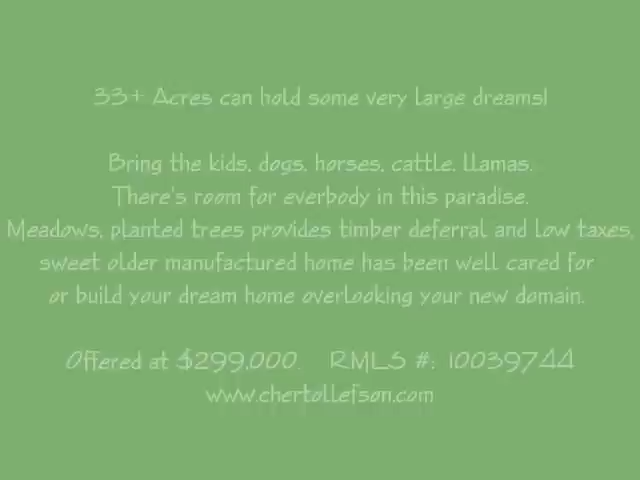 33+ Acres can hold some very large dreams!
Bring the kids, dogs, horses, cattle, llamas.
There's room for everbody in this paradise.
Meadows, planted trees provides timber deferral and low taxes,
sweet older manufactured home has been well cared for
or build your dream home overlooking your new domain.
Offered at $299,000. RMLS #: 10039744
www.chertollefson.com